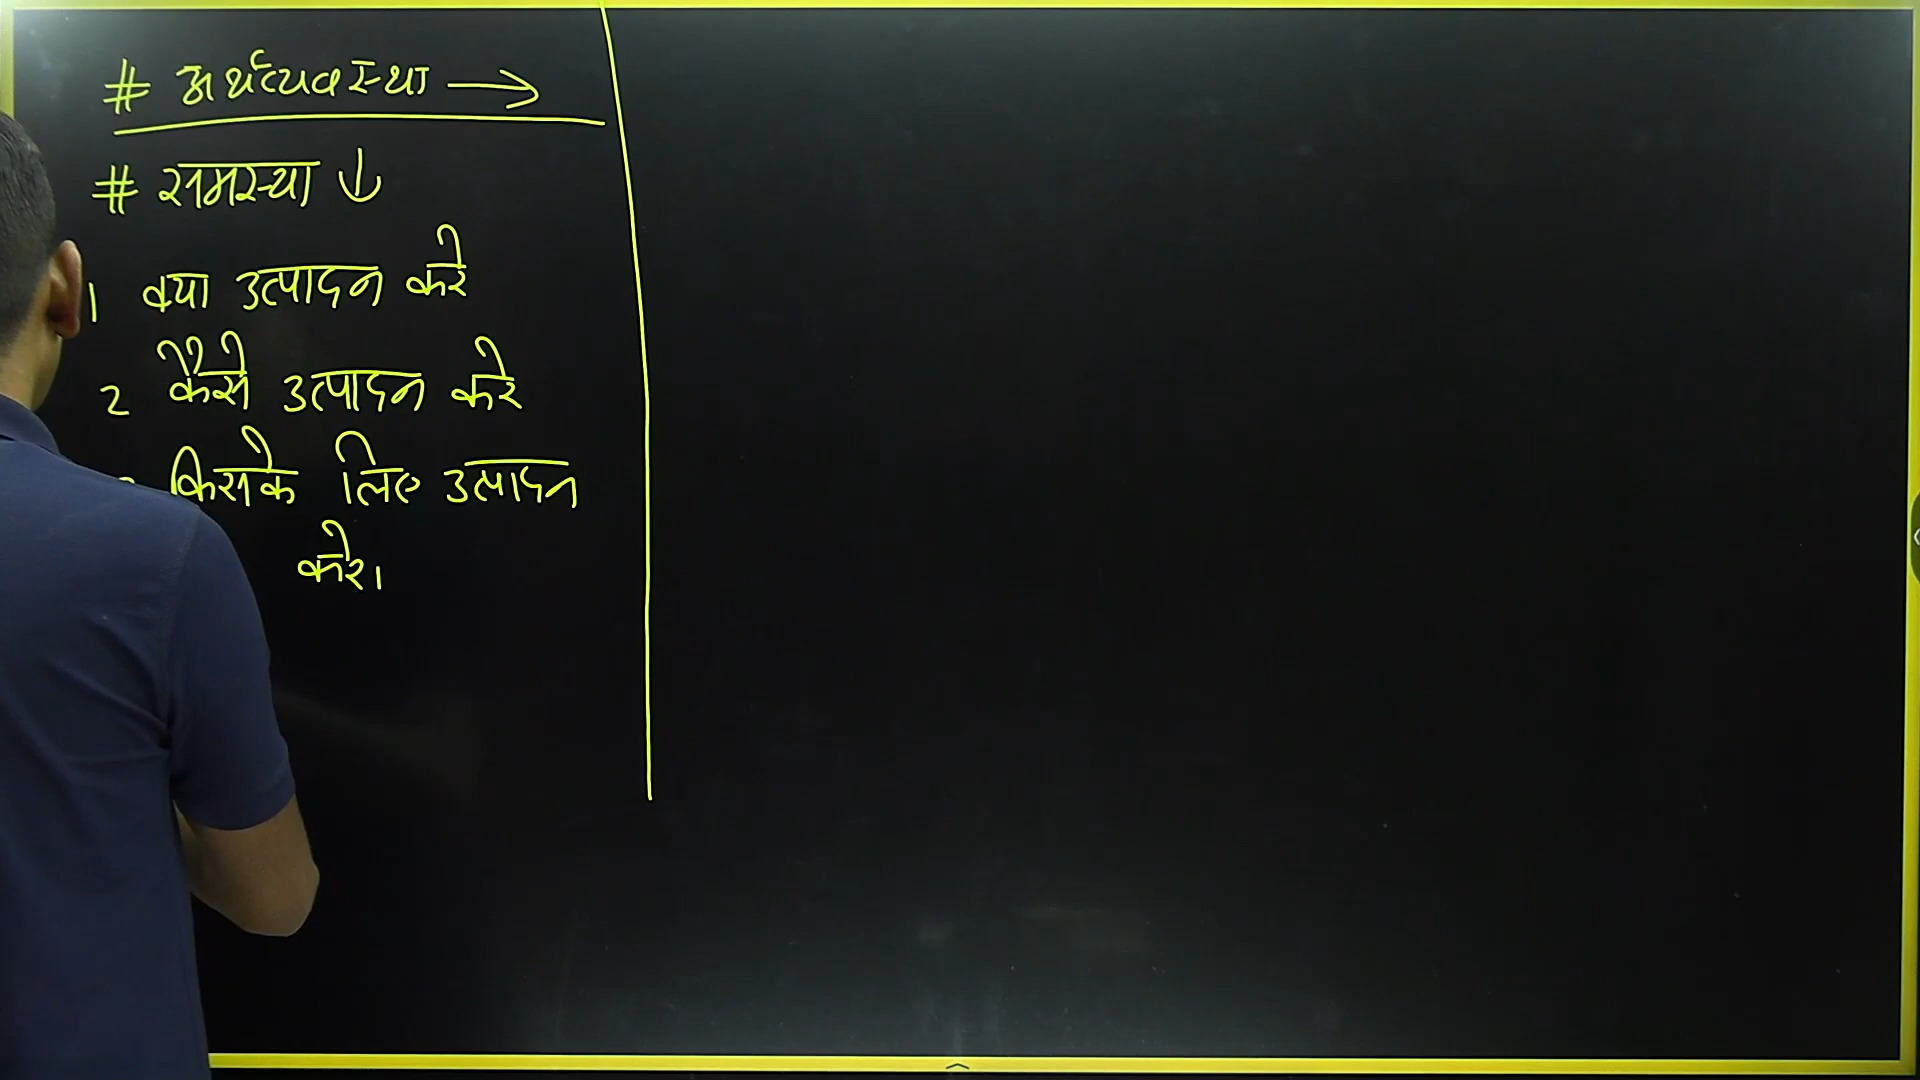 # अर्थव्यवस्था →
# समस्या ↓
1 क्या उत्पादन करे
2 कैसे उत्पादन करे
किसके लिए उत्पादन
करे।